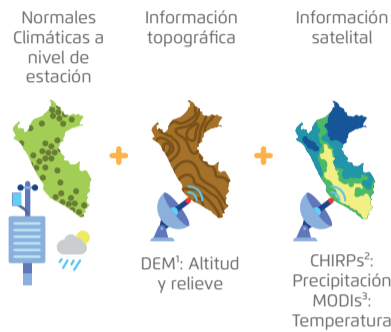 Normales
Climáticas a
nivel de
estación
Información
topográfica
Información
satelital
DEM¹: Altitud
y relieve
CHIRPs²:
Precipitación
MODIs³:
Temperatura